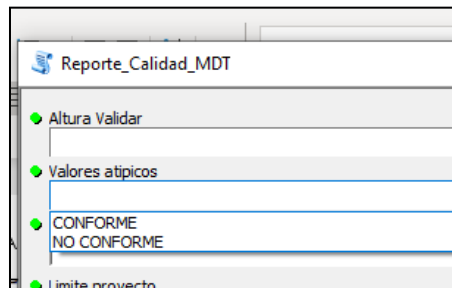 Reporte_Calidad_MDT
Altura Validar
Valores atipicos
CONFORME
NO CONFORME
Limite proyecto